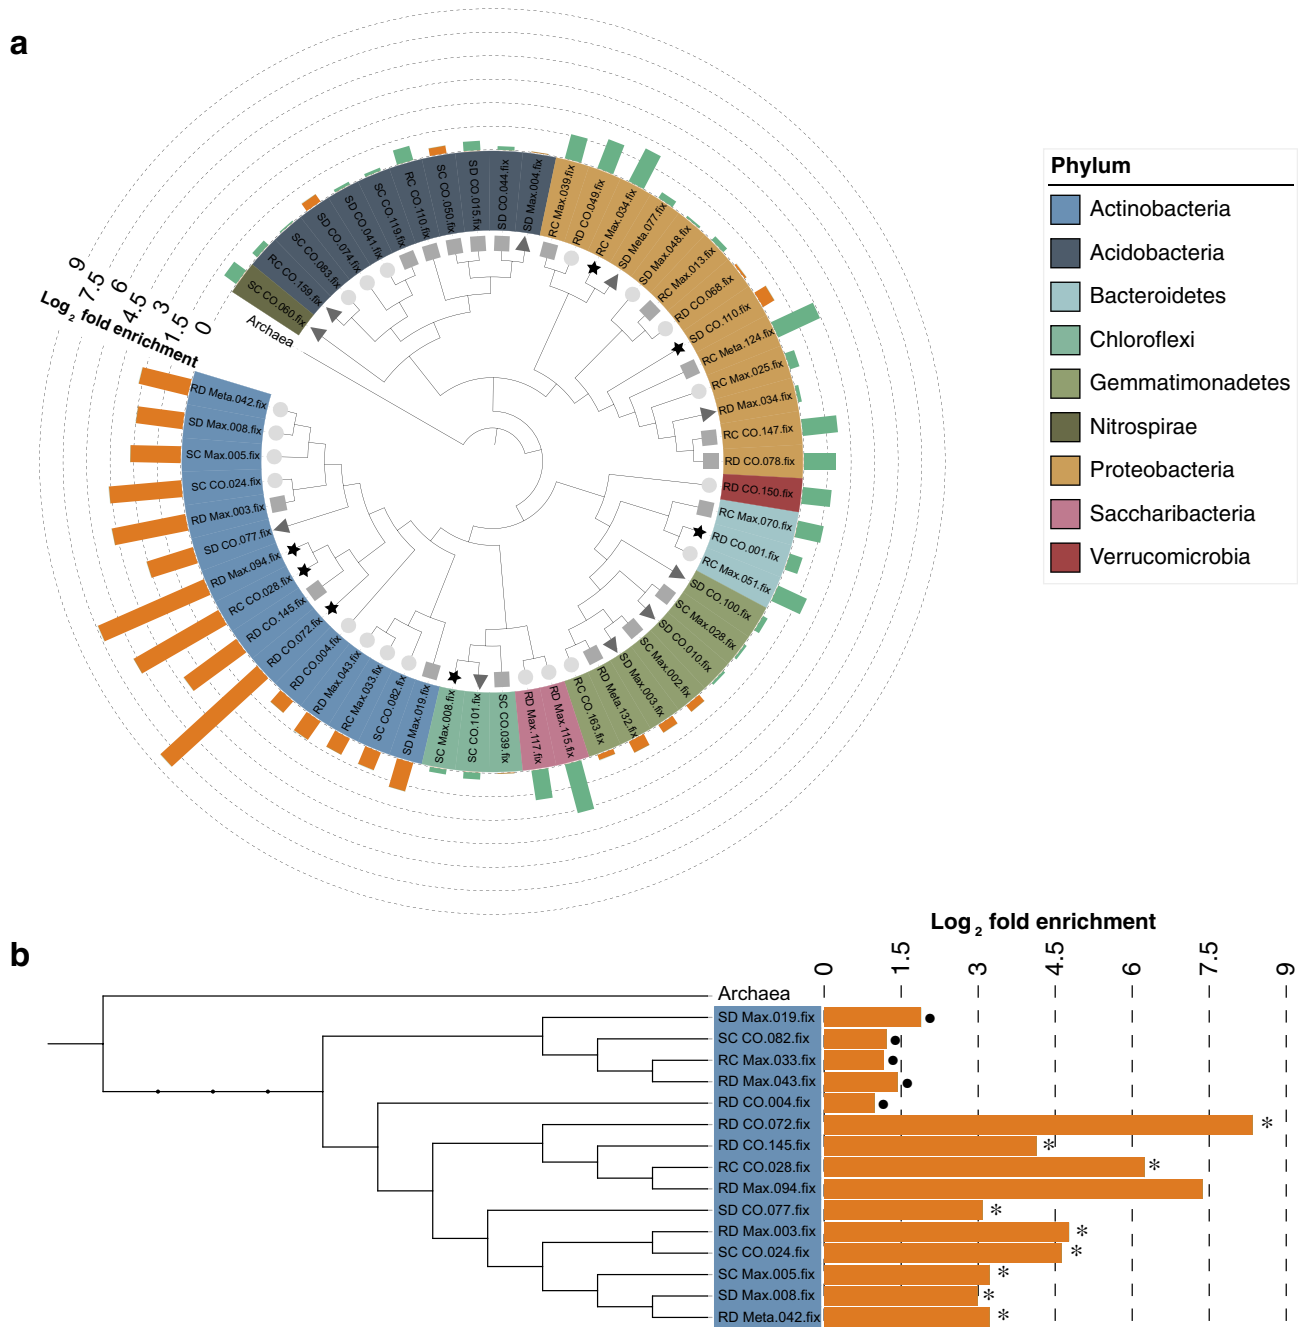 a
Log2 fold enrichment
9
7.5
6
4.5
3
1.5
0
Archaea
SC CO.060.fix
RC CO.159.fix
SC CO.083.fix
SD CO.074.fix
SD CO.041.fix
SC CO.119.fix
RC CO.110.fix
SC CO.050.fix
SD CO.015.fix
SD CO.044.fix
SD Max.004.fix
RC Max.039.fix
RD CO.049.fix
RC Max.034.fix
SD Meta.077.fix
SD Max.048.fix
RC Max.013.fix
RD CO.068.fix
SD CO.110.fix
RC Meta.124.fix
RC Max.025.fix
RD Max.034.fix
RC CO.147.fix
RD CO.078.fix
RD CO.150.fix
RC Max.070.fix
RD CO.001.fix
RC Max.051.fix
SD CO.100.fix
SC Max.028.fix
SD CO.010.fix
SC Max.002.fix
SD Max.003.fix
RD Meta.132.fix
RC CO.163.fix
RD Max.115.fix
RD Max.117.fix
SC CO.039.fix
SC CO.101.fix
SC Max.008.fix
SD Max.019.fix
SC CO.082.fix
RC Max.033.fix
RD Max.043.fix
RD CO.004.fix
RD CO.072.fix
RD CO.145.fix
RC CO.028.fix
RD Max.094.fix
SD CO.077.fix
RD Max.003.fix
SC CO.024.fix
SC Max.005.fix
SD Max.008.fix
RD Meta.042.fix
Phylum
Actinobacteria
Acidobacteria
Bacteroidetes
Chloroflexi
Gemmatimonadetes
Nitrospirae
Proteobacteria
Saccharibacteria
Verrucomicrobia
b
Log2 fold enrichment
0 1.5 3 4.5 6 7.5 9
Archaea
SD Max.019.fix
SC CO.082.fix
RC Max.033.fix
RD Max.043.fix
RD CO.004.fix
RD CO.072.fix *
RD CO.145.fix *
RC CO.028.fix *
RD Max.094.fix
SD CO.077.fix *
RD Max.003.fix *
SC CO.024.fix *
SC Max.005.fix *
SD Max.008.fix *
RD Meta.042.fix *